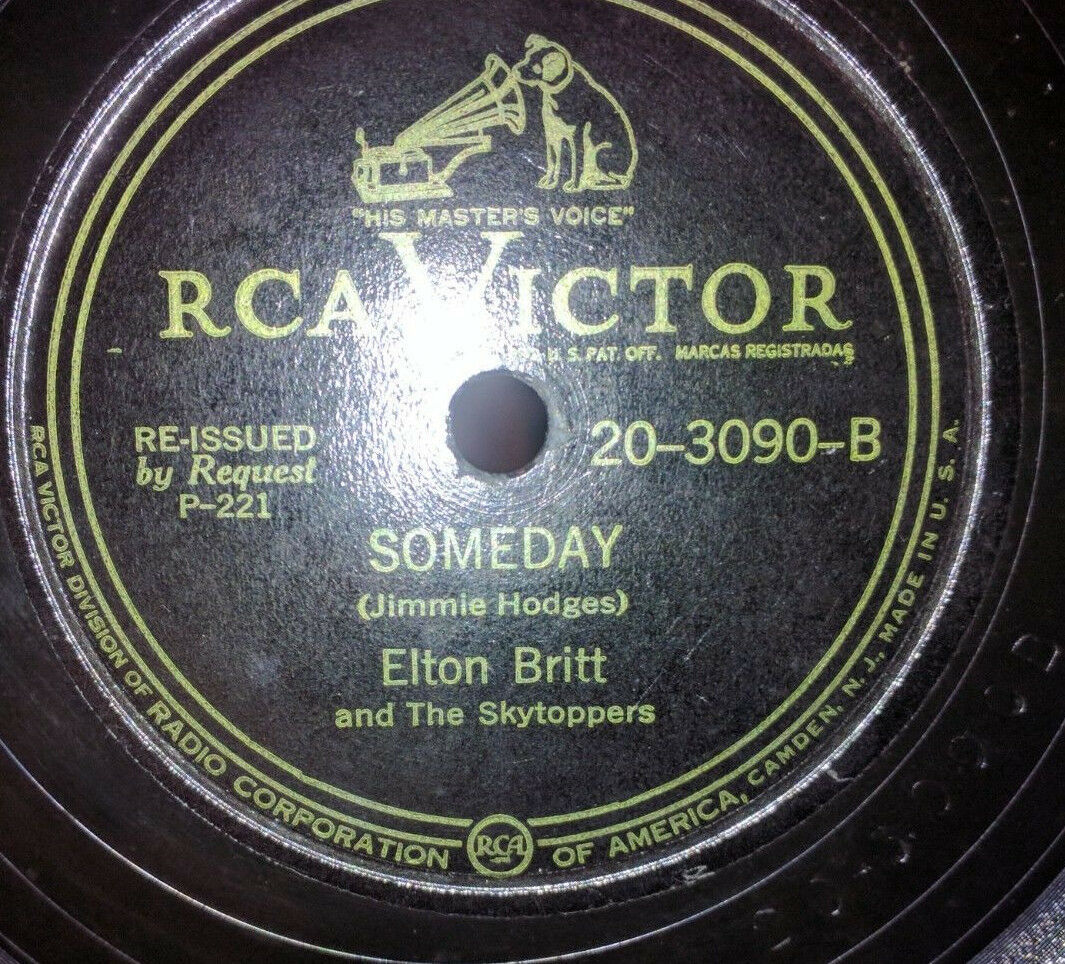 "HIS MASTER'S VOICE"
RCA VICTOR
U.S. PAT. OFF. MARCAS REGISTRADAS
RE-ISSUED
by Request
P-221
20-3090-B
SOMEDAY
(Jimmie Hodges)
Elton Britt
and The Skytoppers
RCA VICTOR DIVISION OF RADIO CORPORATION OF AMERICA, CAMDEN, N. J., MADE IN U. S. A.
RCA